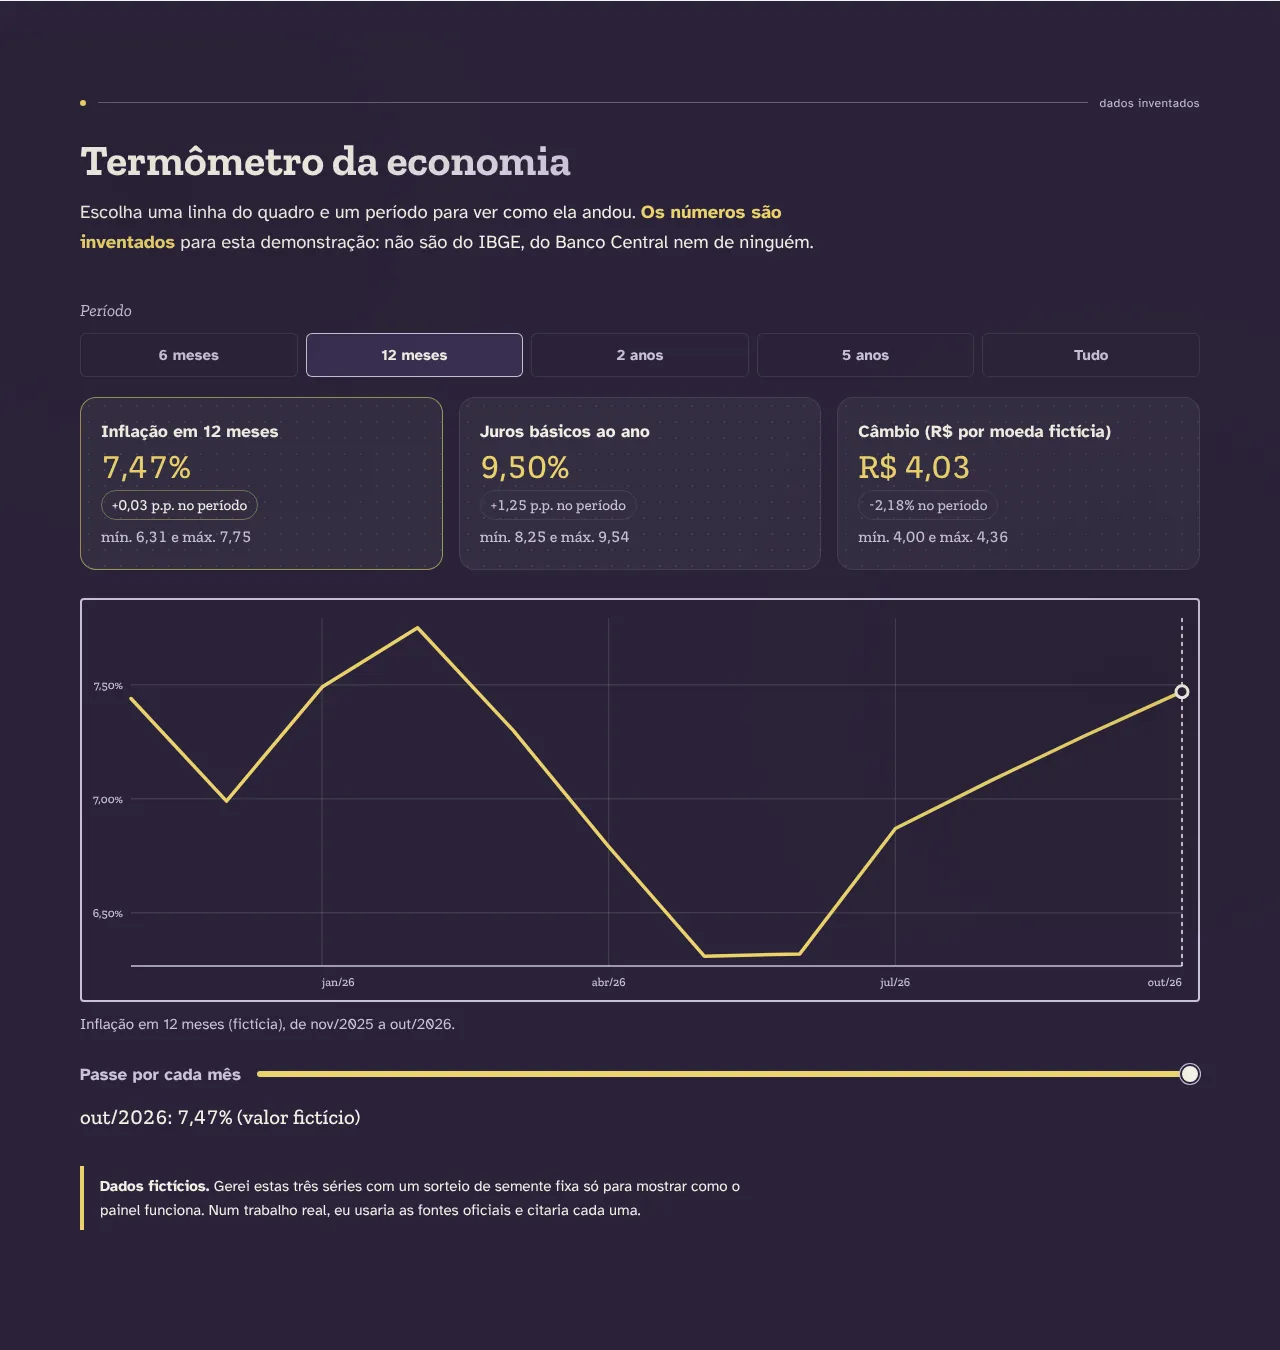 dados inventados
Termômetro da economia
Escolha uma linha do quadro e um período para ver como ela andou. Os números são
inventados para esta demonstração: não são do IBGE, do Banco Central nem de ninguém.
Período
6 meses
12 meses
2 anos
5 anos
Tudo
Inflação em 12 meses
7,47%
+0,03 p.p. no período
mín. 6,31 e máx. 7,75
Juros básicos ao ano
9,50%
+1,25 p.p. no período
mín. 8,25 e máx. 9,54
Câmbio (R$ por moeda fictícia)
R$ 4,03
-2,18% no período
mín. 4,00 e máx. 4,36
7,50%
7,00%
6,50%
jan/26
abr/26
jul/26
out/26
Inflação em 12 meses (fictícia), de nov/2025 a out/2026.
Passe por cada mês
out/2026: 7,47% (valor fictício)
Dados fictícios. Gerei estas três séries com um sorteio de semente fixa só para mostrar como o
painel funciona. Num trabalho real, eu usaria as fontes oficiais e citaria cada uma.